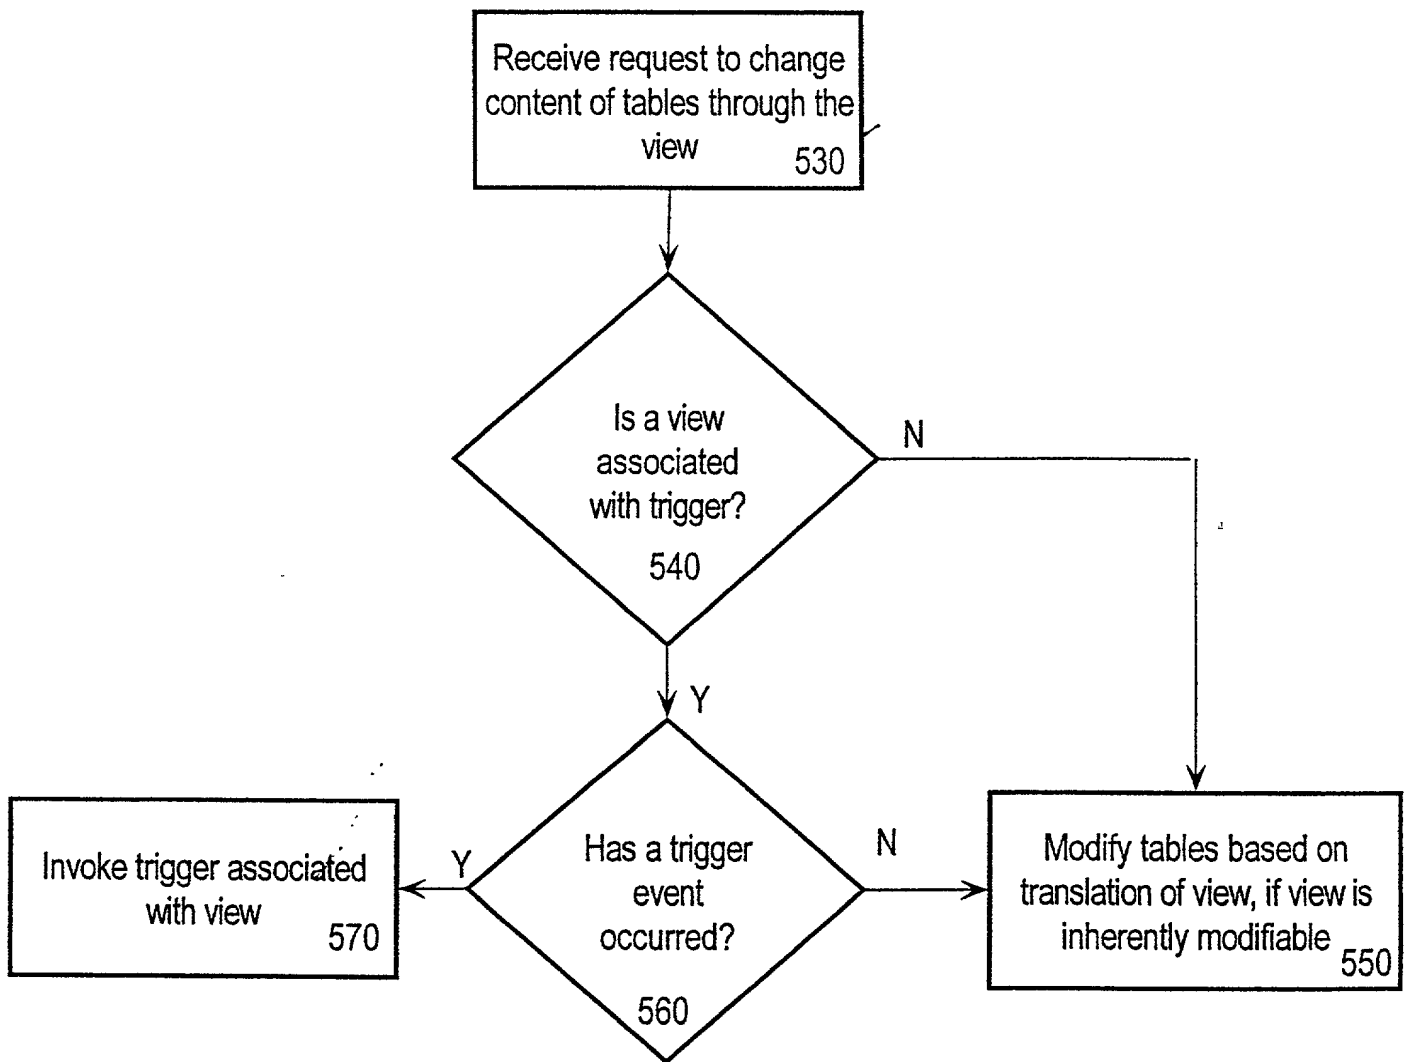 Receive request to change
content of tables through the
view
530
Is a view
associated
with trigger?
540
N
Y
Has a trigger
event
occurred?
560
Y
N
Invoke trigger associated
with view
570
Modify tables based on
translation of view, if view is
inherently modifiable
550